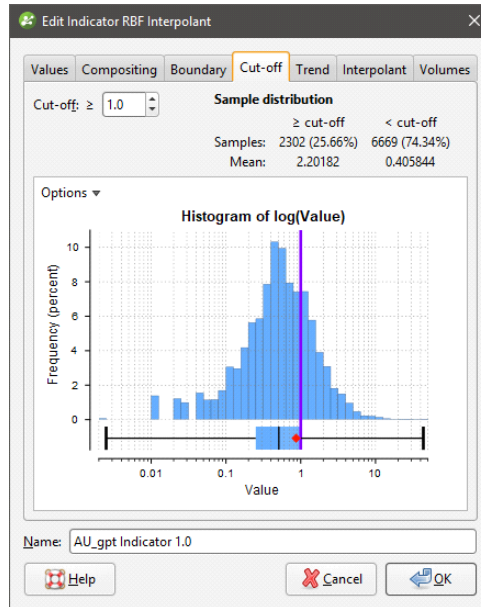 Edit Indicator RBF Interpolant
Values Compositing Boundary Cut-off Trend Interpolant Volumes
Cut-off: ≥ 1.0 Sample distribution
≥ cut-off < cut-off
Samples: 2302 (25.66%) 6669 (74.34%)
Mean: 2.20182 0.405844
Options
Histogram of log(Value)
Frequency (percent)
10
8
6
4
2
0
0.01 0.1 1 10
Value
Name: AU_gpt Indicator 1.0
Help Cancel OK